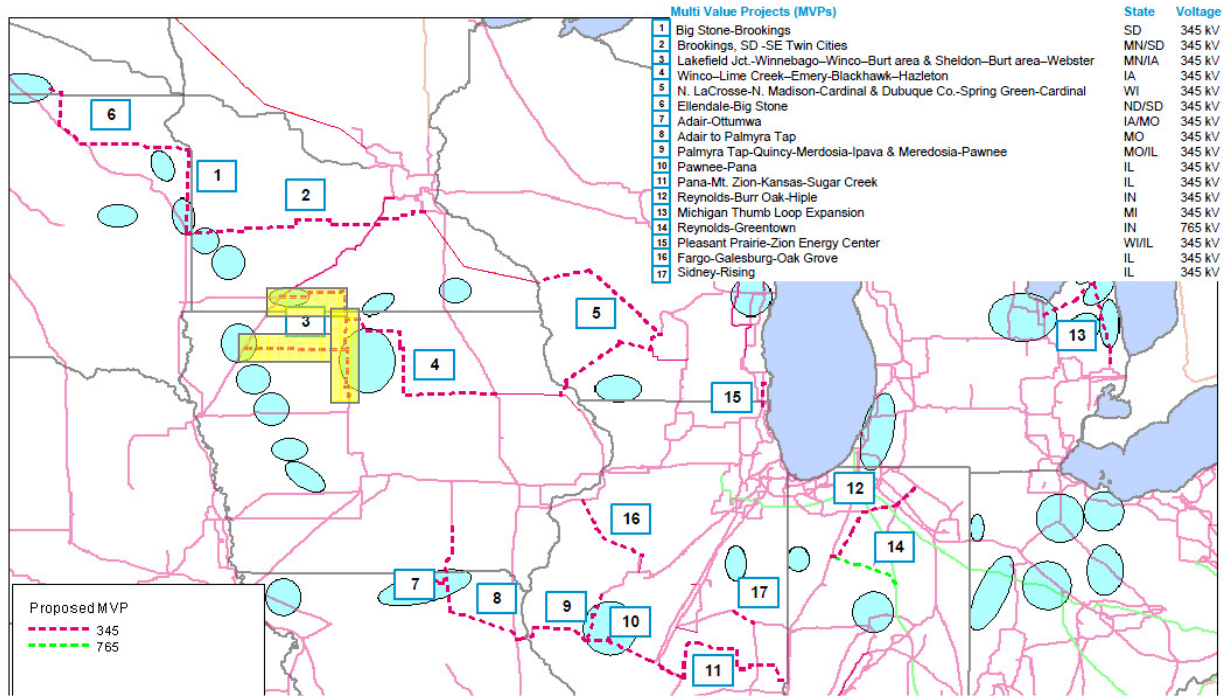 Multi Value Projects (MVPs) State Voltage
1 Big Stone-Brookings SD 345 kV
2 Brookings, SD -SE Twin Cities MN/SD 345 kV
3 Lakefield Jct.-Winnebago–Winco–Burt area & Sheldon–Burt area–Webster MN/IA 345 kV
4 Winco–Lime Creek–Emery-Blackhawk–Hazleton IA 345 kV
5 N. LaCrosse-N. Madison-Cardinal & Dubuque Co.-Spring Green-Cardinal WI 345 kV
6 Ellendale-Big Stone ND/SD 345 kV
7 Adair-Ottumwa IA/MO 345 kV
8 Adair to Palmyra Tap MO 345 kV
9 Palmyra Tap-Quincy-Merdosia-Ipava & Meredosia-Pawnee MO/IL 345 kV
10 Pawnee-Pana IL 345 kV
11 Pana-Mt. Zion-Kansas-Sugar Creek IL 345 kV
12 Reynolds-Burr Oak-Hiple IN 345 kV
13 Michigan Thumb Loop Expansion MI 345 kV
14 Reynolds-Greentown IN 765 kV
15 Pleasant Prairie-Zion Energy Center WI/IL 345 kV
16 Fargo-Galesburg-Oak Grove IL 345 kV
17 Sidney-Rising IL 345 kV
6
1
2
5
3
13
4
15
12
16
14
7
17
8
9
10
11
Proposed MVP
345
765